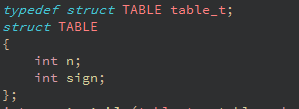 typedef struct TABLE table_t;
struct TABLE
{
    int n;
    int sign;
};